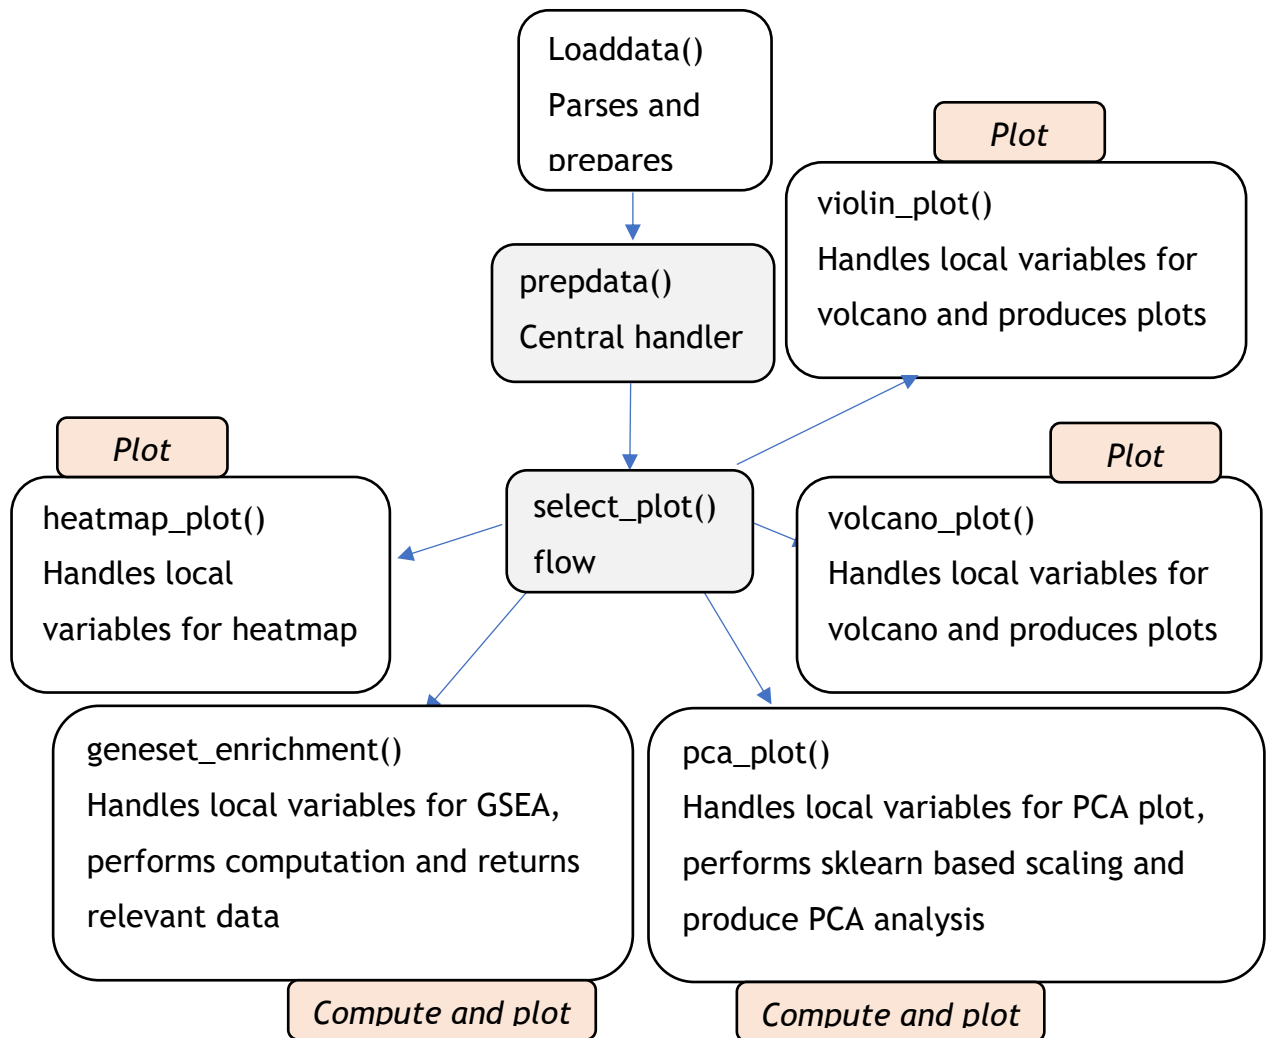 Loaddata()
Parses and
prepares
Plot
violin_plot()
Handles local variables for
volcano and produces plots
prepdata()
Central handler
Plot
heatmap_plot()
Handles local
variables for heatmap
select_plot()
flow
Plot
volcano_plot()
Handles local variables for
volcano and produces plots
geneset_enrichment()
Handles local variables for GSEA,
performs computation and returns
relevant data
Compute and plot
pca_plot()
Handles local variables for PCA plot,
performs sklearn based scaling and
produce PCA analysis
Compute and plot